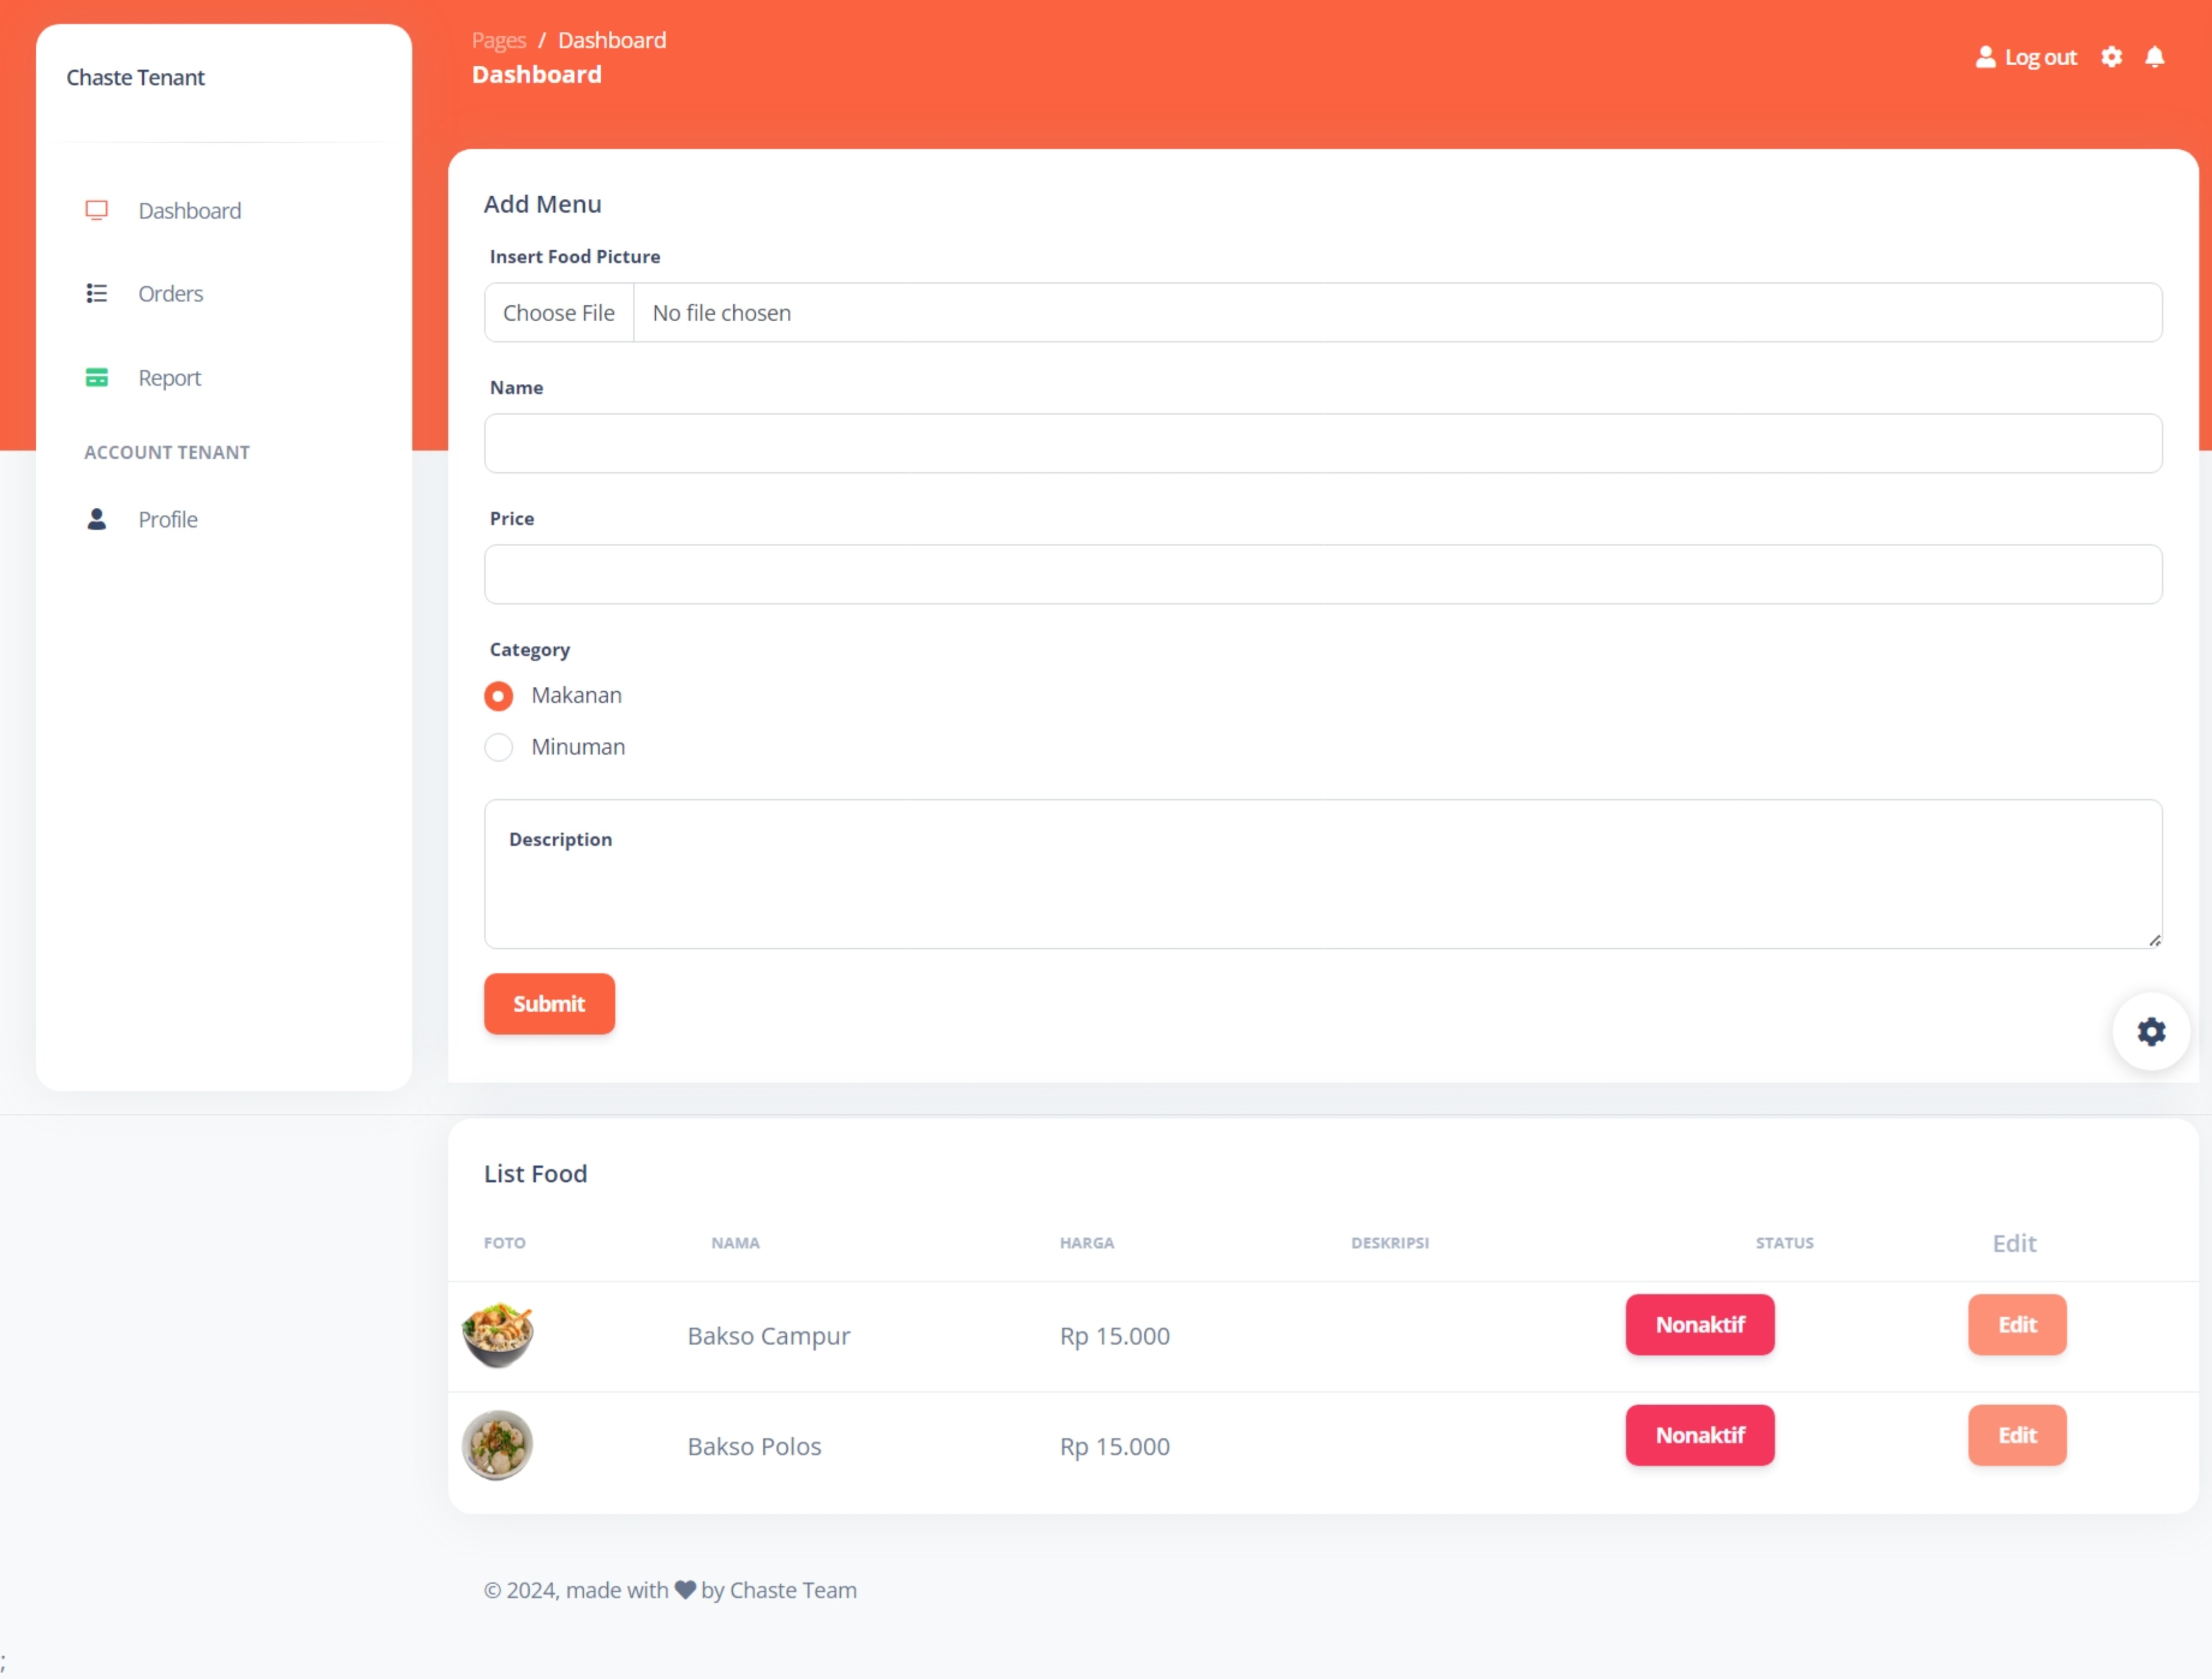 Chaste Tenant
Dashboard
Orders
Report
ACCOUNT TENANT
Profile
Pages / Dashboard
Dashboard
Log out
Add Menu
Insert Food Picture
Choose File No file chosen
Name
Price
Category
Makanan
Minuman
Description
Submit
List Food
FOTO NAMA HARGA DESKRIPSI STATUS Edit
Bakso Campur Rp 15.000 Nonaktif Edit
Bakso Polos Rp 15.000 Nonaktif Edit
© 2024, made with by Chaste Team
;